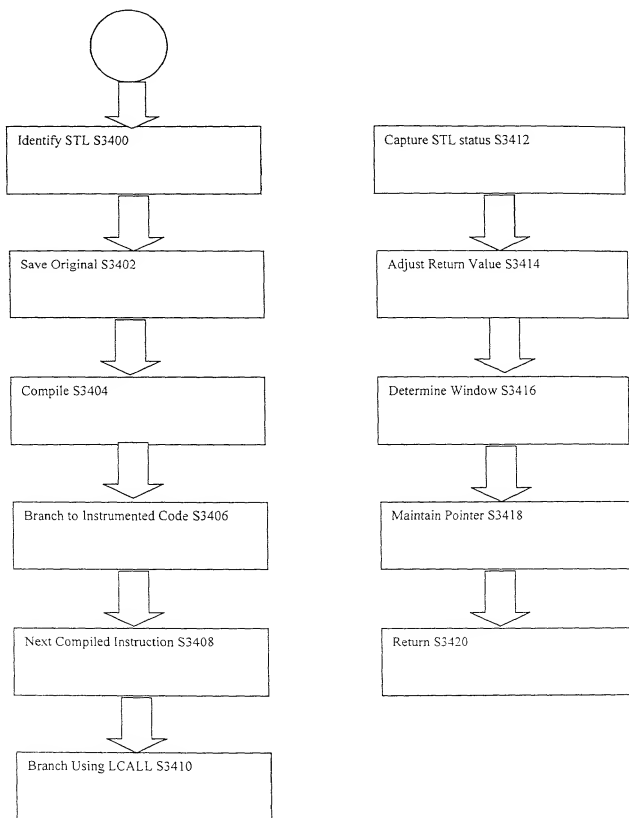 Identify STL S3400
Save Original S3402
Compile S3404
Branch to Instrumented Code S3406
Next Compiled Instruction S3408
Branch Using LCALL S3410
Capture STL status S3412
Adjust Return Value S3414
Determine Window S3416
Maintain Pointer S3418
Return S3420